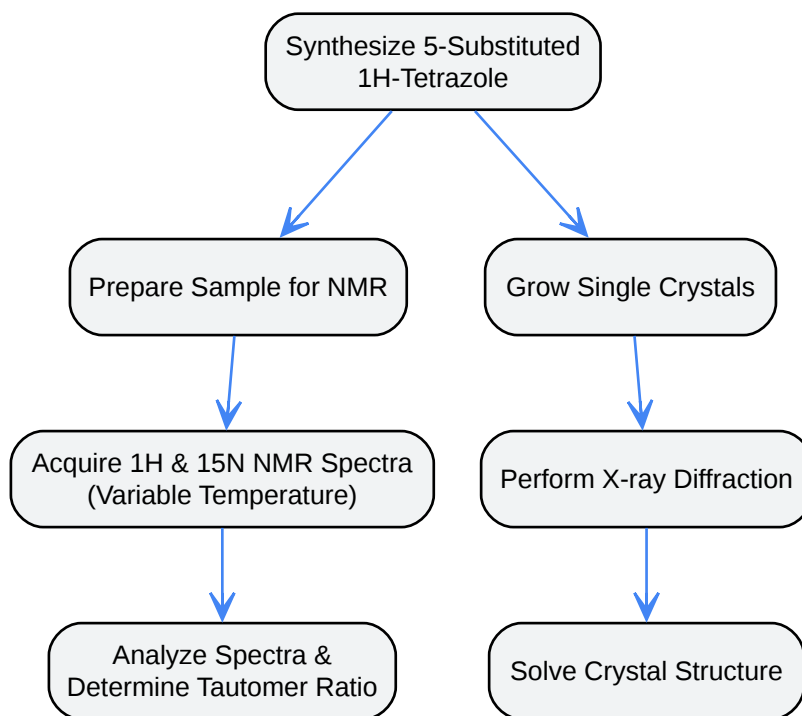 Synthesize 5-Substituted
1H-Tetrazole
Prepare Sample for NMR
Grow Single Crystals
Acquire 1H & 15N NMR Spectra
(Variable Temperature)
Perform X-ray Diffraction
Analyze Spectra &
Determine Tautomer Ratio
Solve Crystal Structure